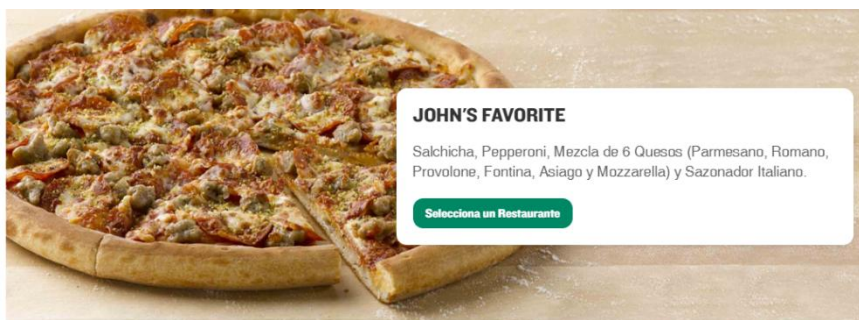 JOHN'S FAVORITE
Salchicha, Pepperoni, Mezcla de 6 Quesos (Parmesano, Romano,
Provolone, Fontina, Asiago y Mozzarella) y Sazonador Italiano.
Selecciona un Restaurante